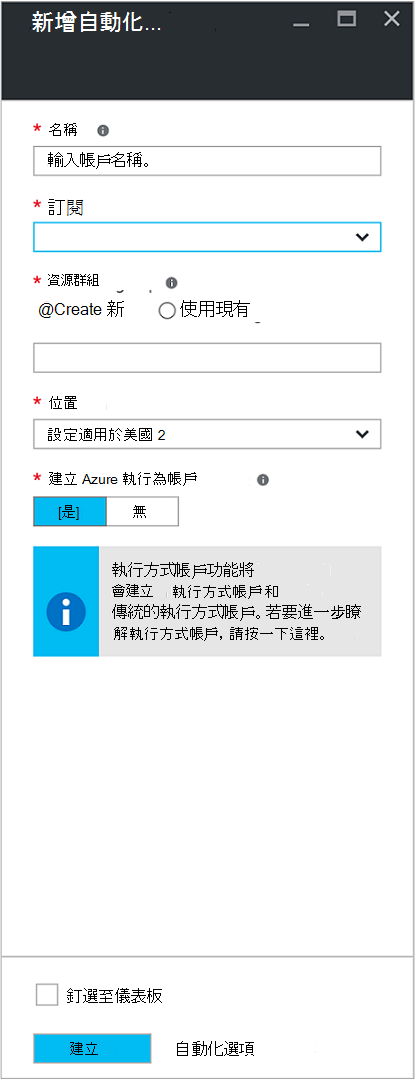 新增自動化...
* 名稱
輸入帳戶名稱。
* 訂閱
* 資源群組
@Create 新 使用現有
* 位置
設定適用於美國 2
* 建立 Azure 執行為帳戶
[是] 無
執行方式帳戶功能將
會建立 執行方式帳戶和
傳統的執行方式帳戶。若要進一步瞭
解執行方式帳戶，請按一下這裡。
釘選至儀表板
建立 自動化選項